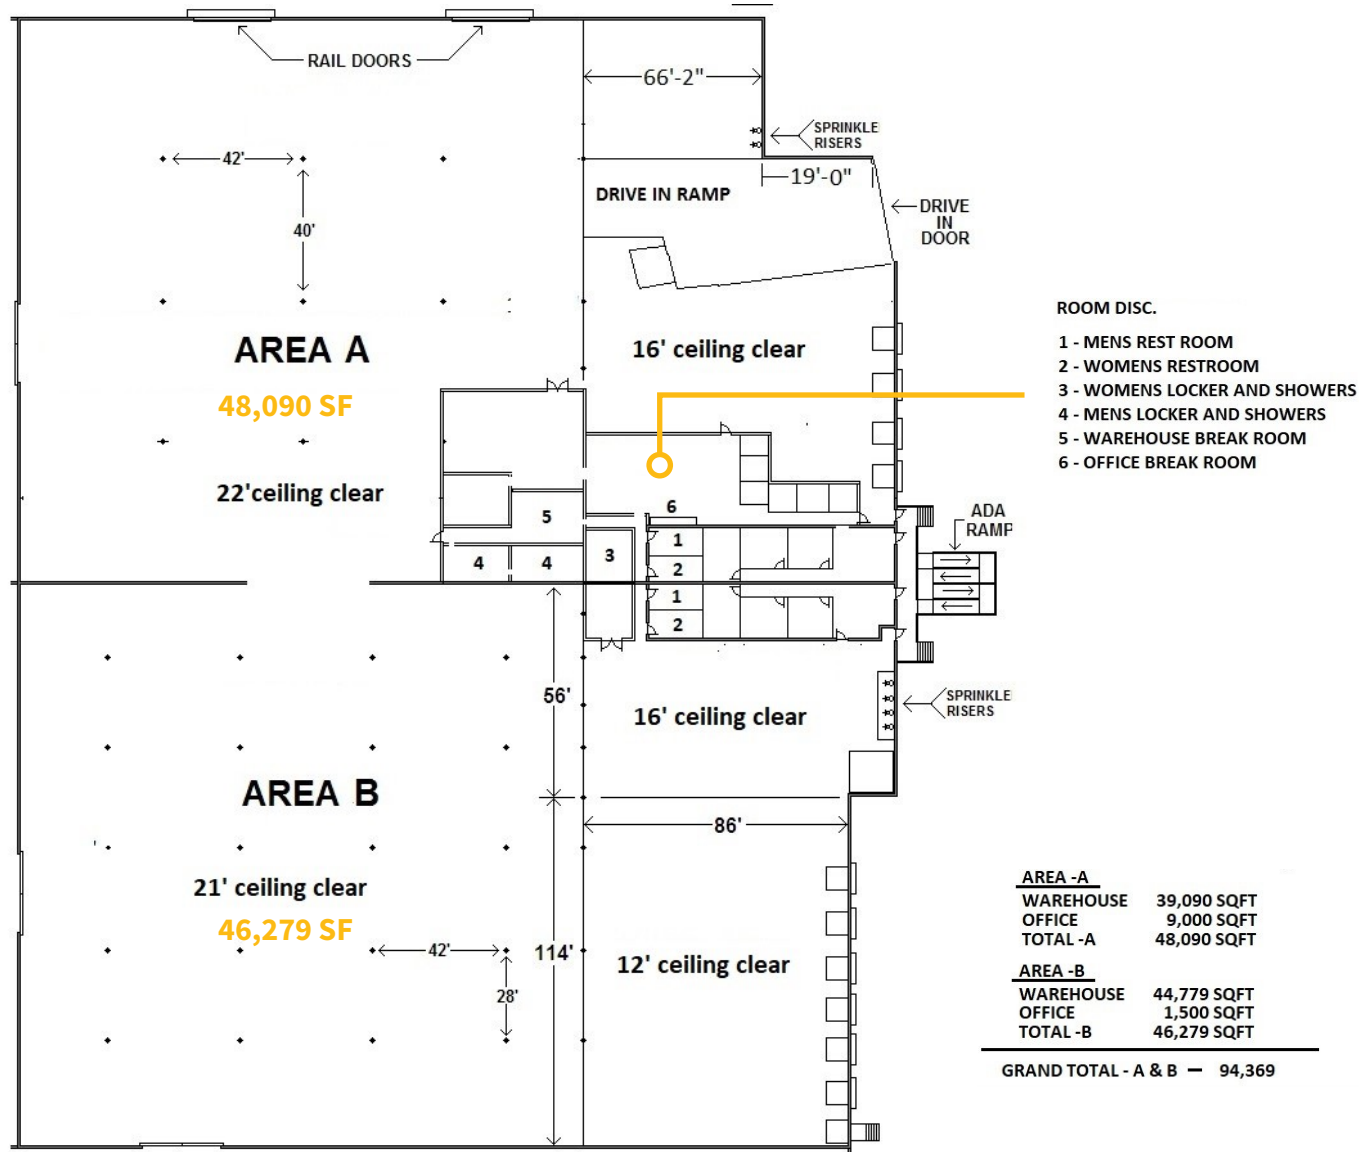 RAIL DOORS
66'-2"
SPRINKLE
RISERS
42'
19'-0"
DRIVE IN RAMP
DRIVE
IN
DOOR
40'
ROOM DISC.
1 - MENS REST ROOM
2 - WOMENS RESTROOM
3 - WOMENS LOCKER AND SHOWERS
4 - MENS LOCKER AND SHOWERS
5 - WAREHOUSE BREAK ROOM
6 - OFFICE BREAK ROOM
AREA A
48,090 SF
22'ceiling clear
16' ceiling clear
6
5
4
4
3
1
2
1
2
ADA
RAMP
56'
16' ceiling clear
SPRINKLE
RISERS
AREA B
21' ceiling clear
46,279 SF
86'
42'
28'
114'
12' ceiling clear
AREA -A
WAREHOUSE 39,090 SQFT
OFFICE 9,000 SQFT
TOTAL -A 48,090 SQFT
AREA -B
WAREHOUSE 44,779 SQFT
OFFICE 1,500 SQFT
TOTAL -B 46,279 SQFT
GRAND TOTAL - A & B — 94,369